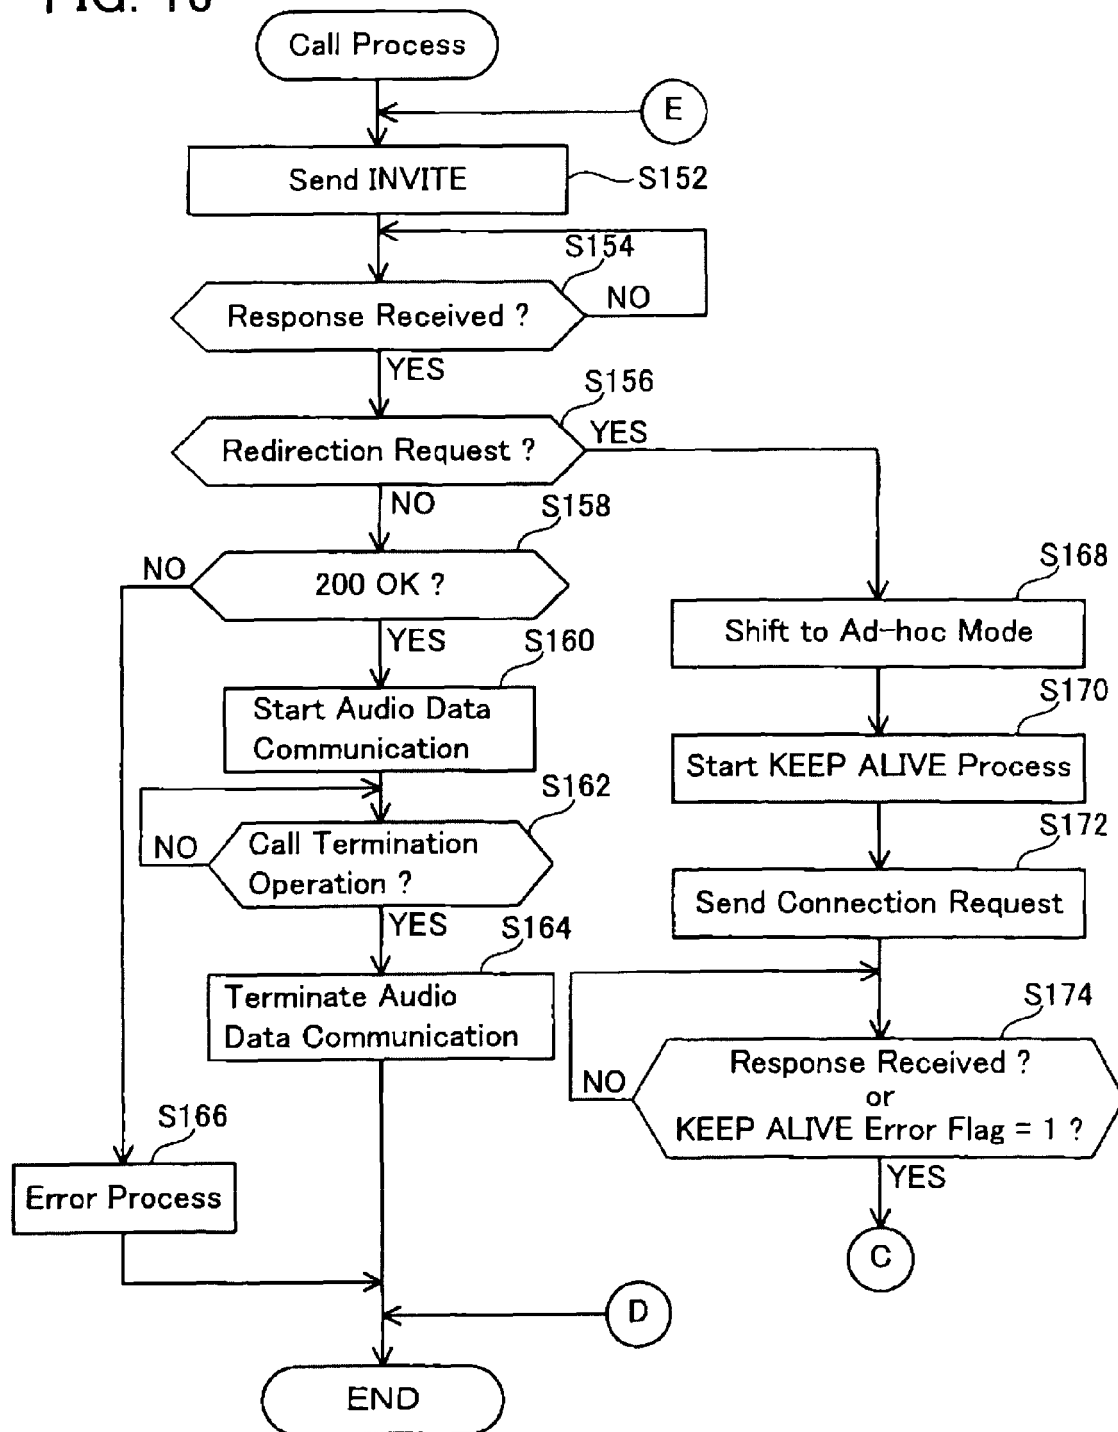 Call Process
E
Send INVITE
S152
S154
Response Received ?
NO
YES
S156
Redirection Request ?
YES
NO
S158
NO
200 OK ?
YES
S160
Start Audio Data
Communication
S162
NO
Call Termination
Operation ?
YES
S164
Terminate Audio
Data Communication
S166
Error Process
S168
Shift to Ad-hoc Mode
S170
Start KEEP ALIVE Process
S172
Send Connection Request
S174
Response Received ?
or
KEEP ALIVE Error Flag = 1 ?
NO
YES
C
D
END